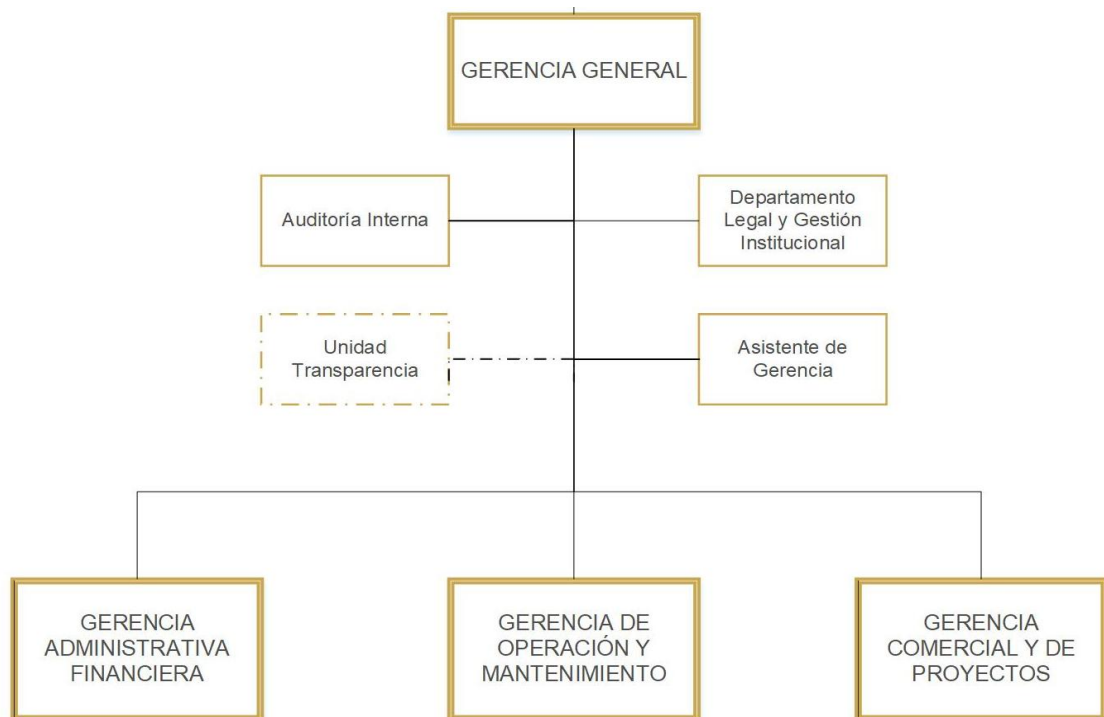 GERENCIA GENERAL
Auditoría Interna
Departamento
Legal y Gestión
Institucional
Unidad
Transparencia
Asistente de
Gerencia
GERENCIA
ADMINISTRATIVA
FINANCIERA
GERENCIA DE
OPERACIÓN Y
MANTENIMIENTO
GERENCIA
COMERCIAL Y DE
PROYECTOS